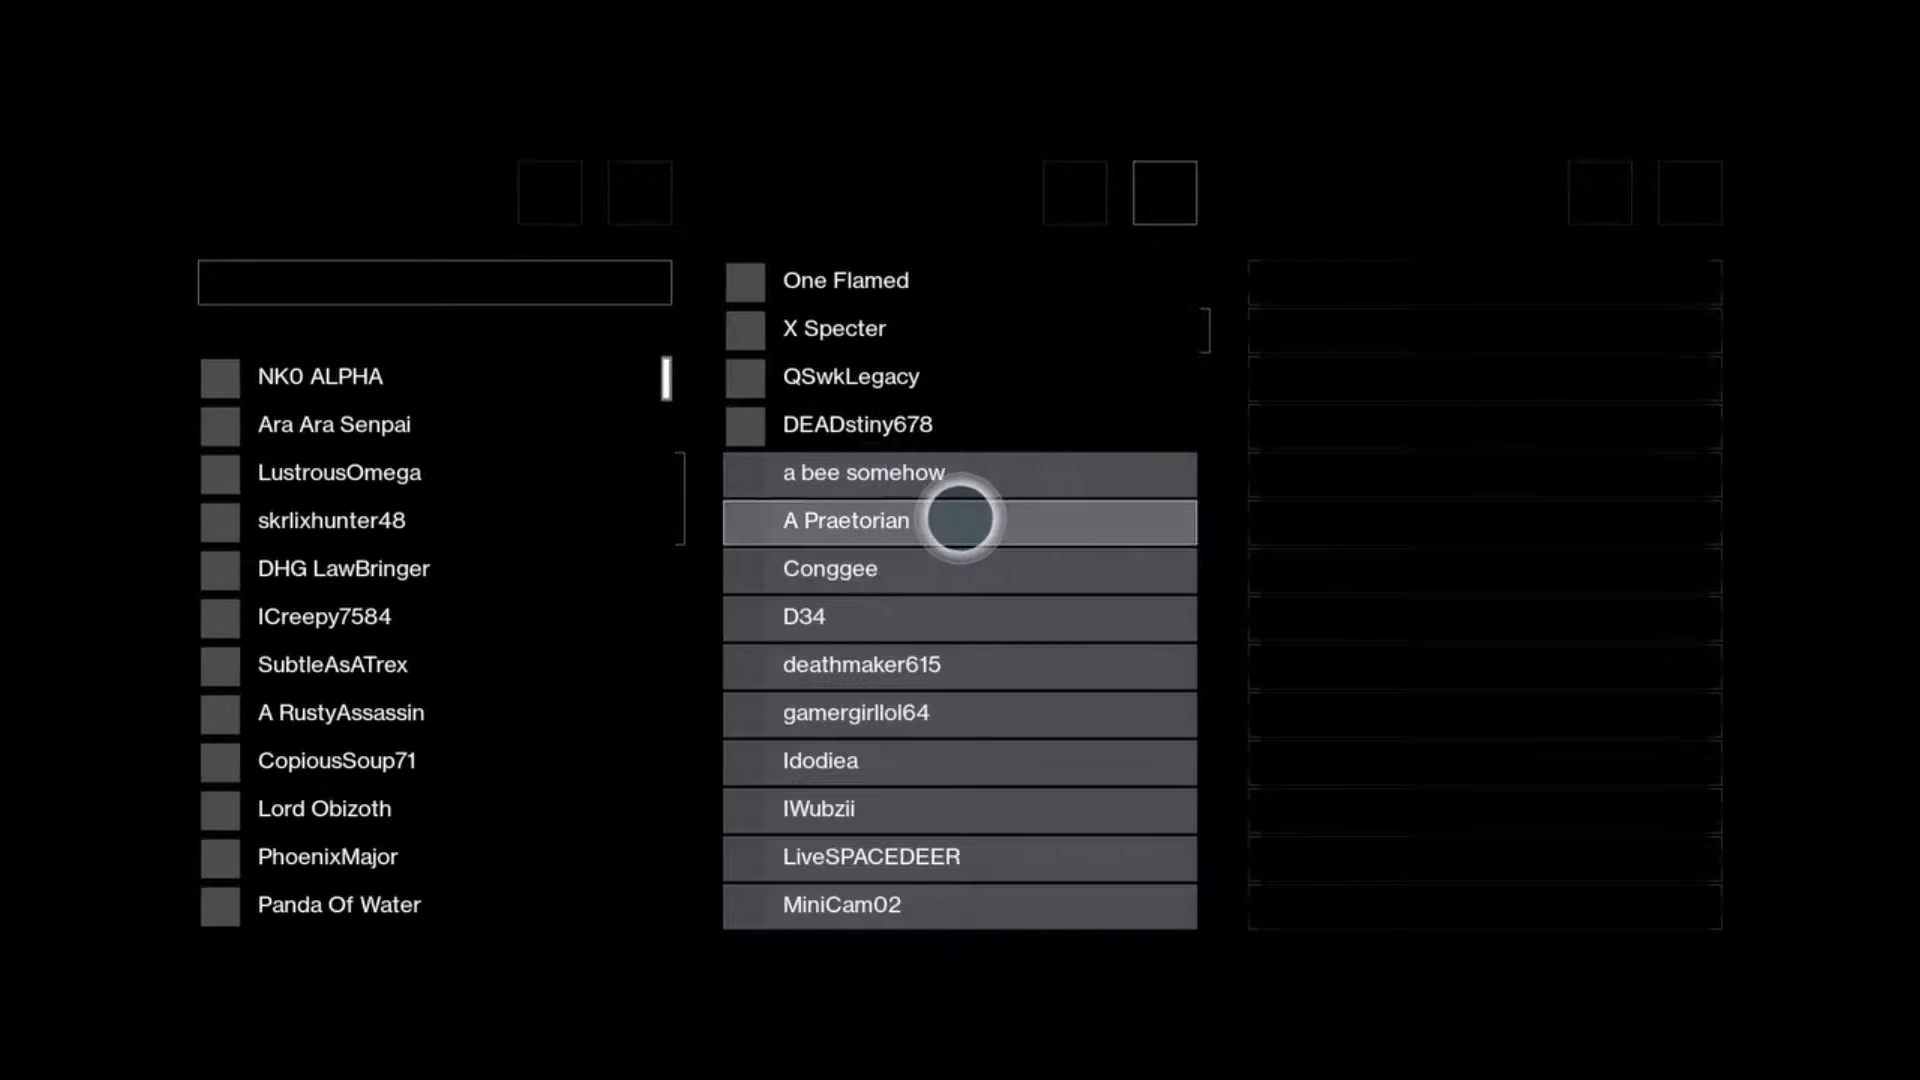 NK0 ALPHA
Ara Ara Senpai
LustrousOmega
skrlixhunter48
DHG LawBringer
ICreepy7584
SubtleAsATrex
A RustyAssassin
CopiousSoup71
Lord Obizoth
PhoenixMajor
Panda Of Water
One Flamed
X Specter
QSwkLegacy
DEADstiny678
a bee somehow
A Praetorian
Conggee
D34
deathmaker615
gamergirllol64
Idodiea
IWubzii
LiveSPACEDEER
MiniCam02